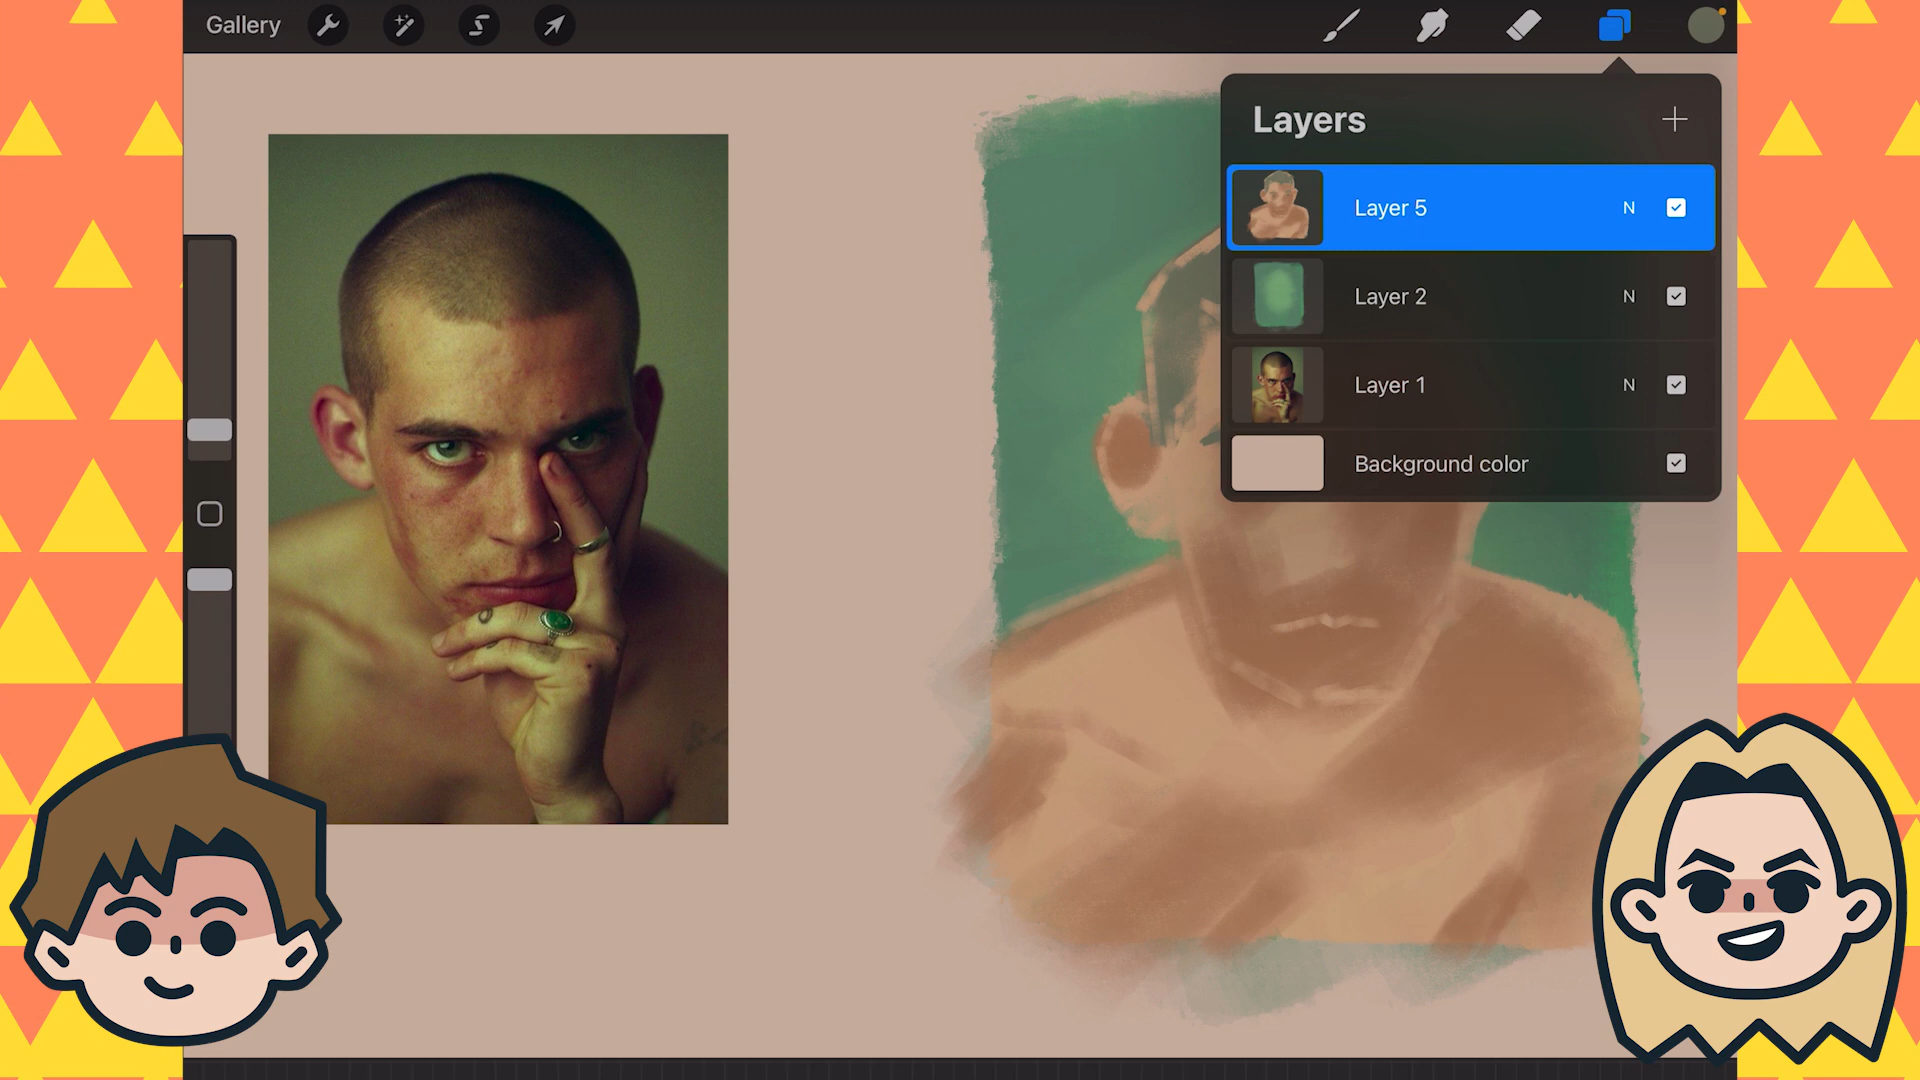 Gallery
Layers
Layer 5 N
Layer 2 N
Layer 1 N
Background color